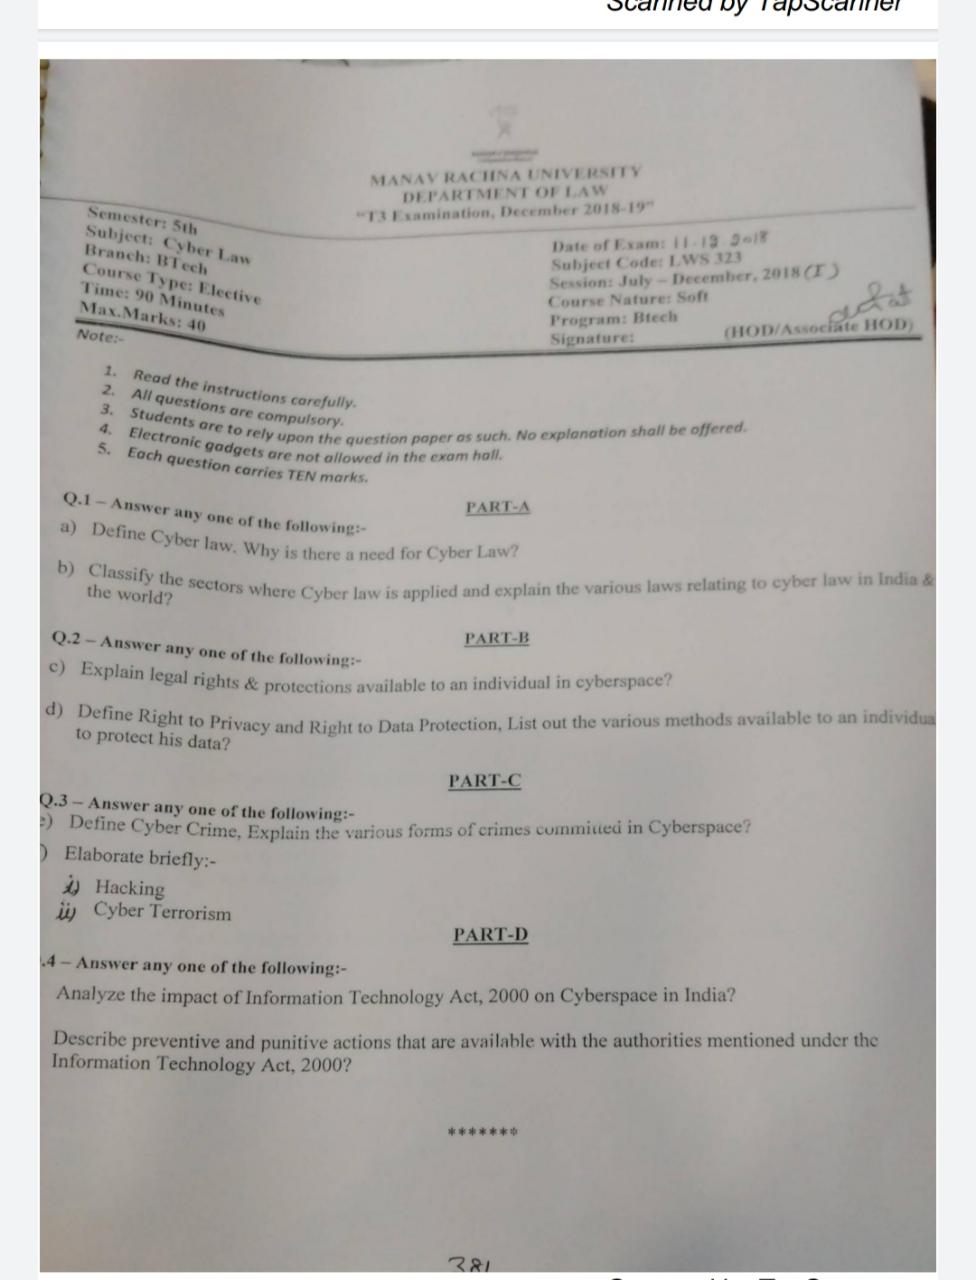 Scanned by TapScanner
MANAV RACHNA UNIVERSITY
DEPARTMENT OF LAW
"T3 Examination, December 2018-19"
Semester: 5th
Subject: Cyber Law
Branch: BTech
Course Type: Elective
Time: 90 Minutes
Max.Marks: 40
Date of Exam: 11-12-2018
Subject Code: LWS 323
Session: July – December, 2018 (I)
Course Nature: Soft
Program: Btech
Signature:
(HOD/Associate HOD)
Note:-
1. Read the instructions carefully.
2. All questions are compulsory.
3. Students are to rely upon the question paper as such. No explanation shall be offered.
4. Electronic gadgets are not allowed in the exam hall.
5. Each question carries TEN marks.
PART-A
Q.1 – Answer any one of the following:-
a) Define Cyber law. Why is there a need for Cyber Law?
b) Classify the sectors where Cyber law is applied and explain the various laws relating to cyber law in India &
the world?
PART-B
Q.2 – Answer any one of the following:-
c) Explain legal rights & protections available to an individual in cyberspace?
d) Define Right to Privacy and Right to Data Protection, List out the various methods available to an individua
to protect his data?
PART-C
Q.3 – Answer any one of the following:-
e) Define Cyber Crime, Explain the various forms of crimes committed in Cyberspace?
) Elaborate briefly:-
i) Hacking
ii) Cyber Terrorism
PART-D
.4 – Answer any one of the following:-
Analyze the impact of Information Technology Act, 2000 on Cyberspace in India?
Describe preventive and punitive actions that are available with the authorities mentioned under the
Information Technology Act, 2000?
*******
381